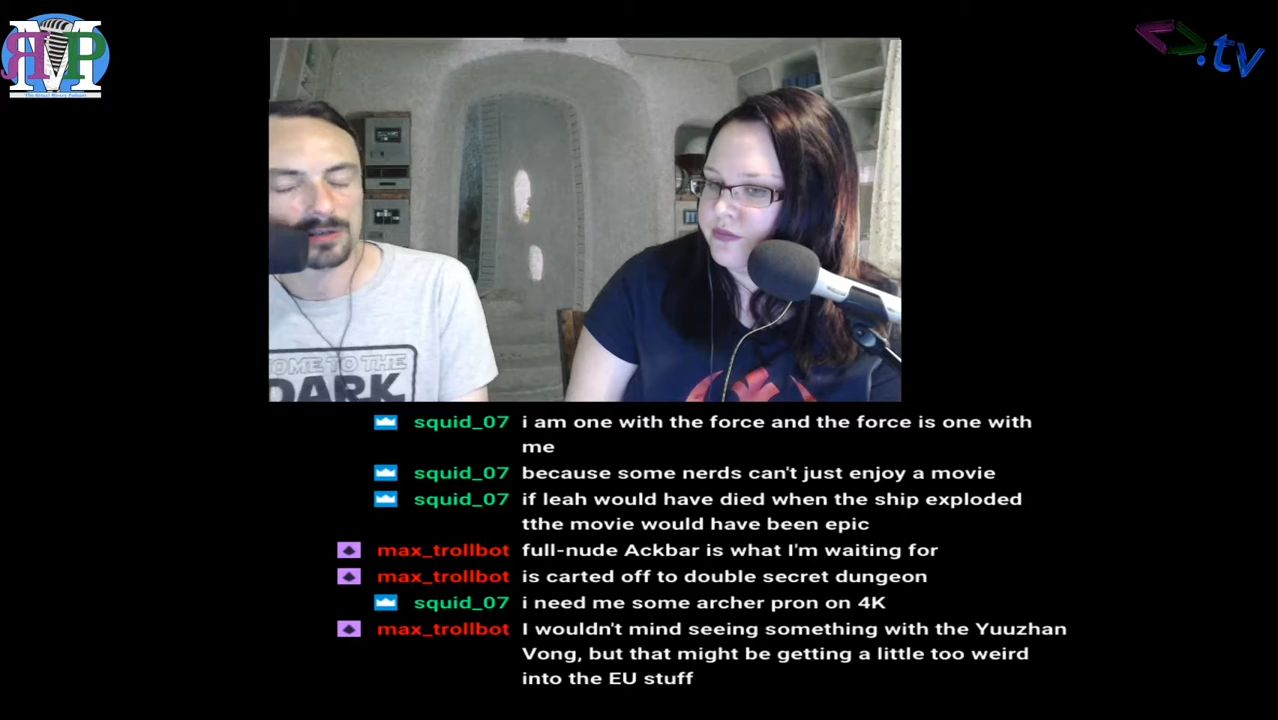 RMP
.tv
OME TO THE
DARK
squid_07 i am one with the force and the force is one with
me
squid_07 because some nerds can't just enjoy a movie
squid_07 if leah would have died when the ship exploded
tthe movie would have been epic
max_trollbot full-nude Ackbar is what I'm waiting for
max_trollbot is carted off to double secret dungeon
squid_07 i need me some archer pron on 4K
max_trollbot I wouldn't mind seeing something with the Yuuzhan
Vong, but that might be getting a little too weird
into the EU stuff